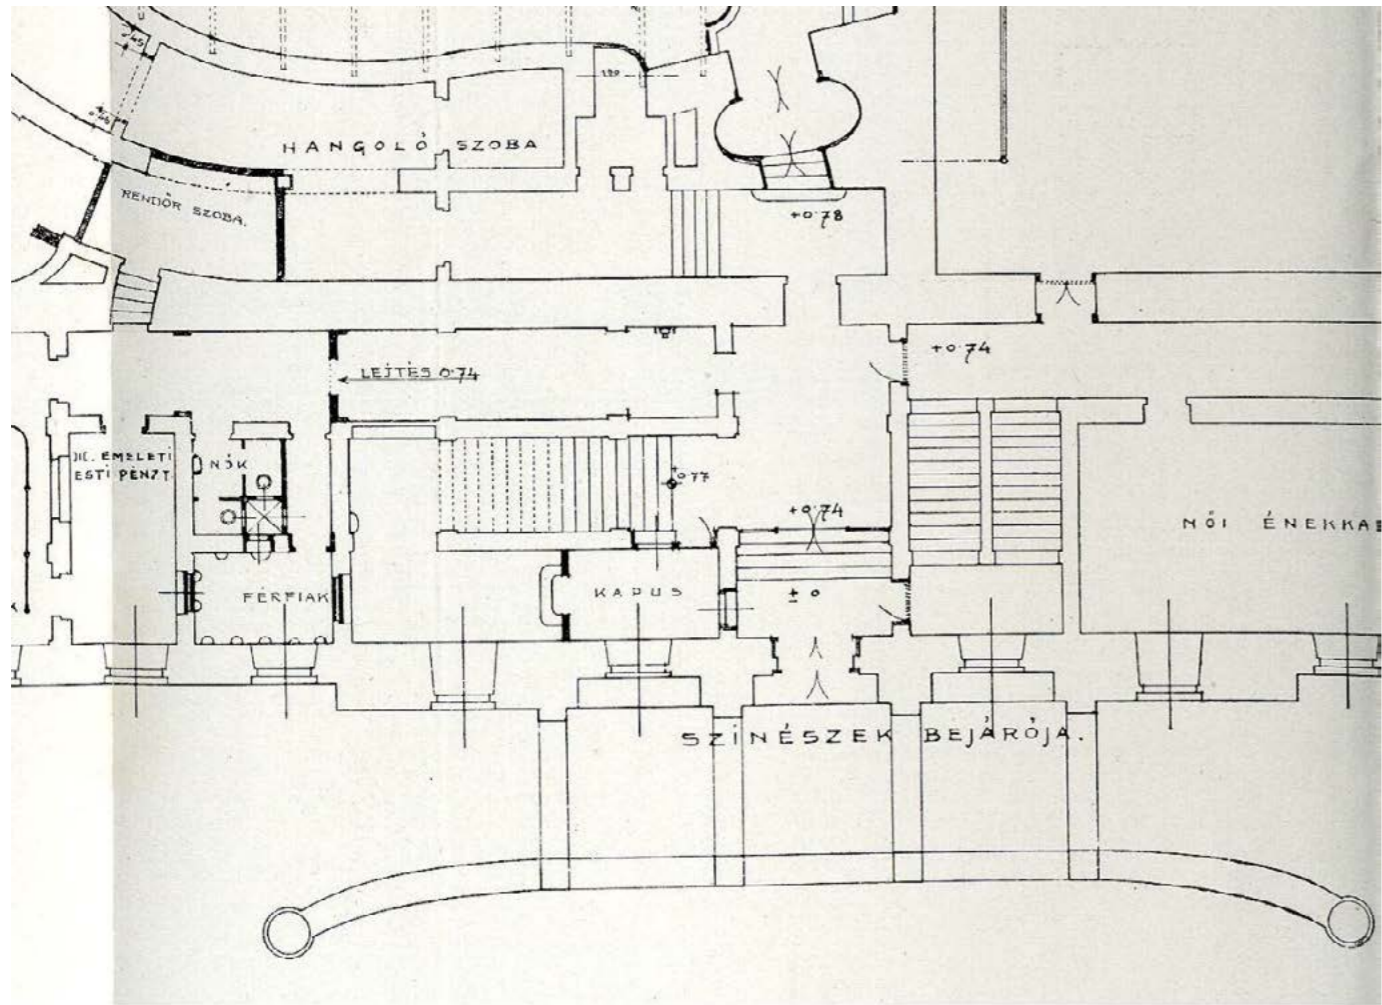 HANGOLÓ SZOBA
RENDŐR SZOBA.
+0.78
LEJTÉS 0.74
+0.74
III. EMELETI
ESTI PÉNZT.
NŐK
+0.77
+0.74
NŐI ÉNEKKA
FÉRFIAK
KAPUS
± 0
SZÍNÉSZEK BEJÁRÓJA.